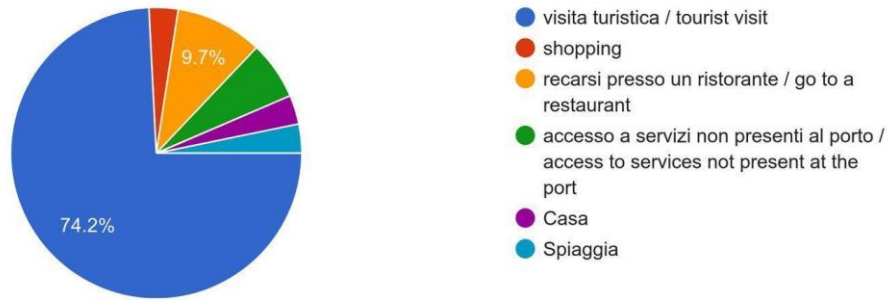 9.7%
74.2%
visita turistica / tourist visit
shopping
recarsi presso un ristorante / go to a
restaurant
accesso a servizi non presenti al porto /
access to services not present at the
port
Casa
Spiaggia